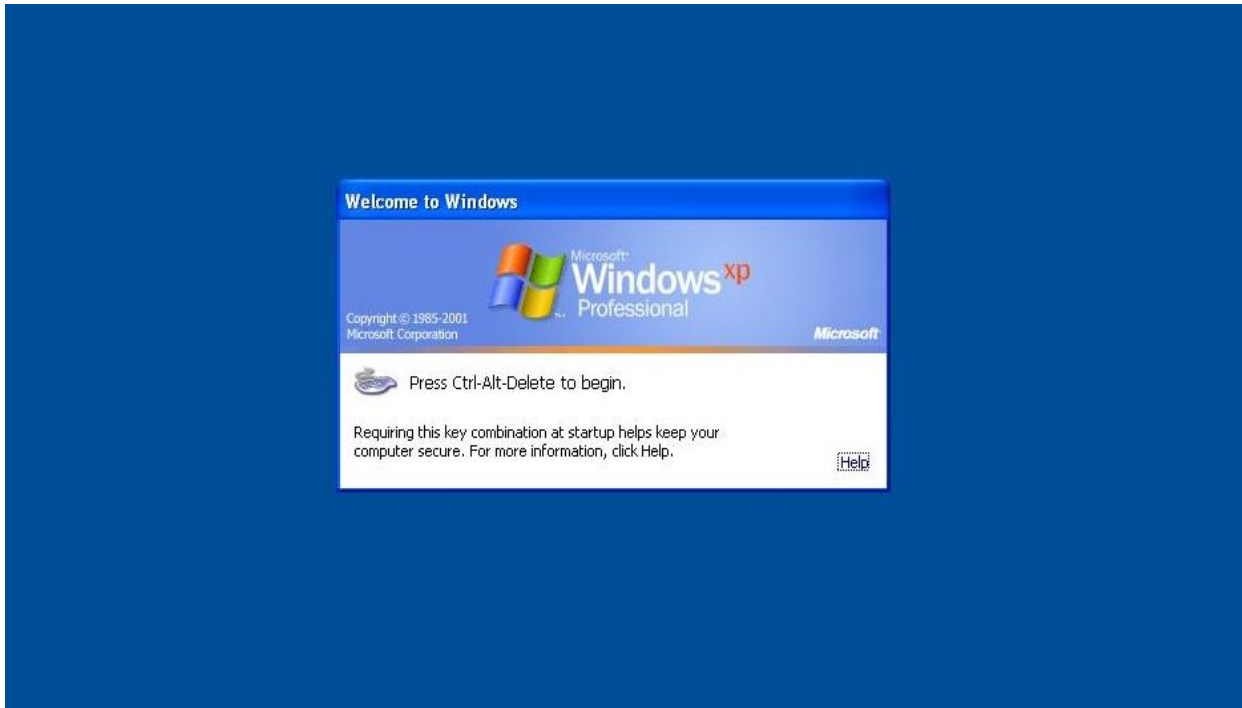 Welcome to Windows
Microsoft®
Windows xp
Professional
Copyright © 1985-2001
Microsoft Corporation
Microsoft
Press Ctrl-Alt-Delete to begin.
Requiring this key combination at startup helps keep your
computer secure. For more information, click Help.
Help